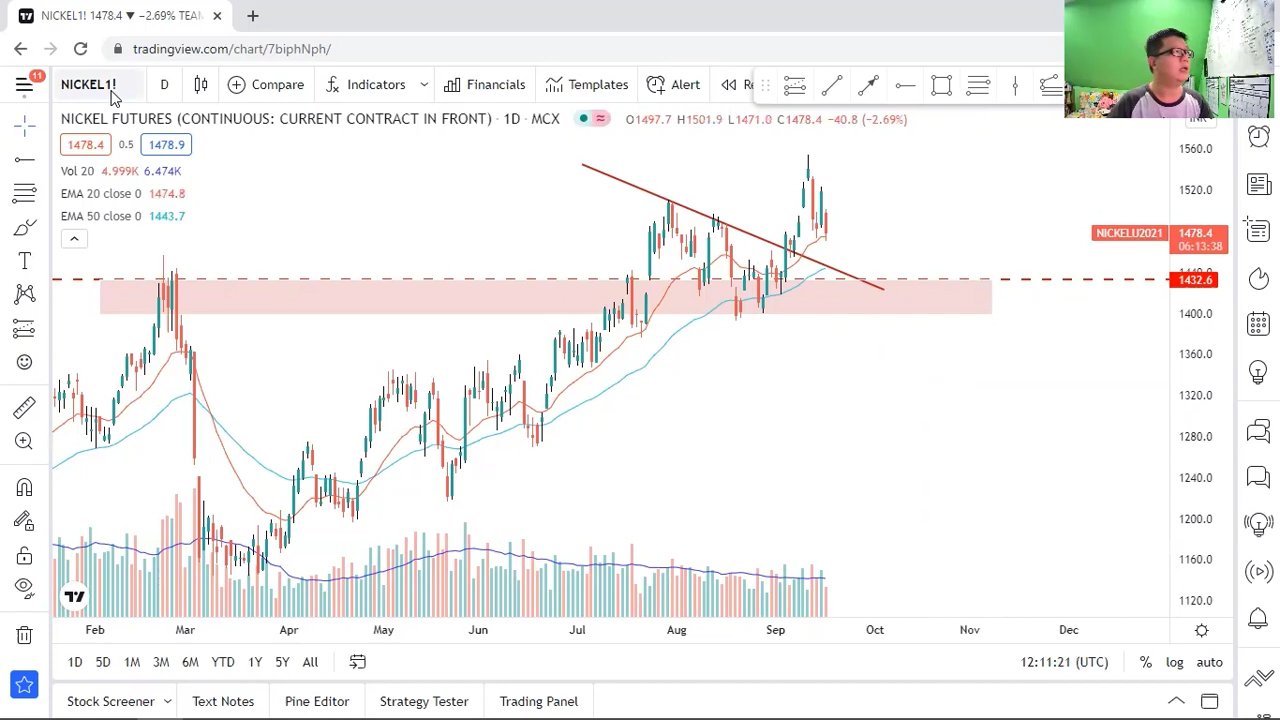 NICKEL1! 1478.4 ▼ −2.69% TEAM
tradingview.com/chart/7biphNph/
11
NICKEL1! D Compare Indicators Financials Templates Alert Re
NICKEL FUTURES (CONTINUOUS: CURRENT CONTRACT IN FRONT) · 1D · MCX O1497.7 H1501.9 L1471.0 C1478.4 −40.8 (−2.69%)
1478.4 0.5 1478.9
Vol 20 4.999K 6.474K
EMA 20 close 0 1474.8
EMA 50 close 0 1443.7
1560.0
1520.0
NICKELU2021 1478.4
06:13:38
1440.0
1432.6
1400.0
1360.0
1320.0
1280.0
1240.0
1200.0
1160.0
1120.0
Feb Mar Apr May Jun Jul Aug Sep Oct Nov Dec
1D 5D 1M 3M 6M YTD 1Y 5Y All 12:11:21 (UTC) % log auto
Stock Screener Text Notes Pine Editor Strategy Tester Trading Panel